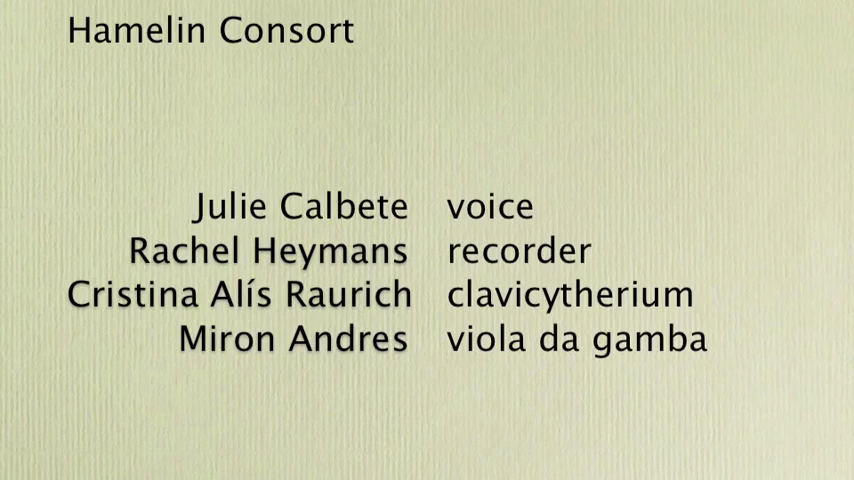 Hamelin Consort
Julie Calbete voice
Rachel Heymans recorder
Cristina Alís Raurich clavicytherium
Miron Andres viola da gamba